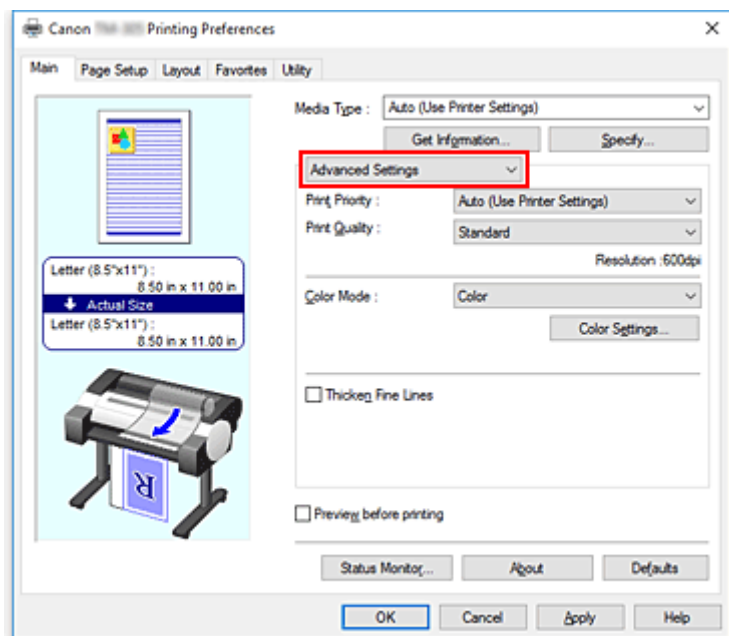 Canon Printing Preferences
Main Page Setup Layout Favorites Utility
Media Type : Auto (Use Printer Settings)
Get Information... Specify...
Advanced Settings
Print Priority : Auto (Use Printer Settings)
Print Quality : Standard
Resolution :600dpi
Letter (8.5"x11") :
8.50 in x 11.00 in
Actual Size
Letter (8.5"x11") :
8.50 in x 11.00 in
Color Mode : Color
Color Settings...
Thicken Fine Lines
R
Preview before printing
Status Monitor... About Defaults
OK Cancel Apply Help